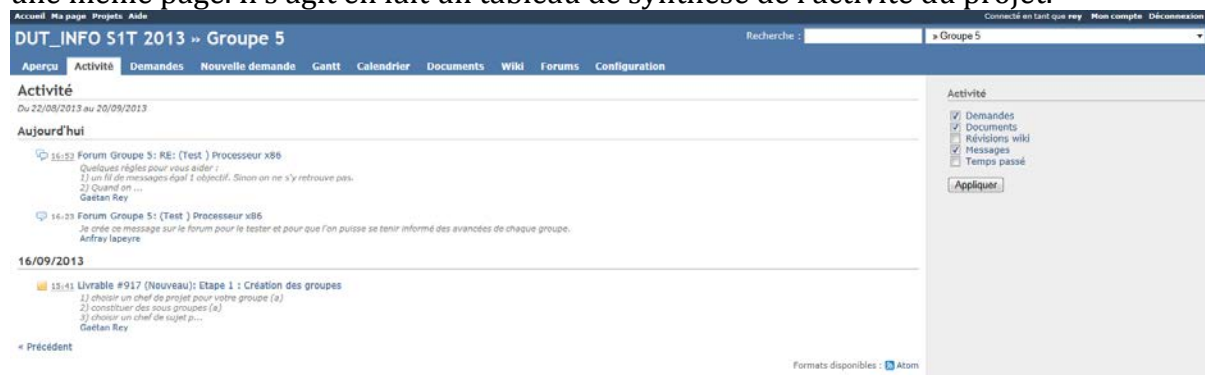 une même page. Il s'agit en fait un tableau de synthèse de l'activité du projet.
Accueil Ma page Projets Aide
Connecté en tant que rey Mon compte Déconnexion
DUT_INFO S1T 2013 » Groupe 5
Recherche :
» Groupe 5
Aperçu Activité Demandes Nouvelle demande Gantt Calendrier Documents Wiki Forums Configuration
Activité
Du 22/08/2013 au 20/09/2013
Aujourd'hui
16:52 Forum Groupe 5: RE: (Test ) Processeur x86
Quelques règles pour vous aider :
1) un fil de messages égal 1 objectif. Sinon on ne s'y retrouve pas.
2) Quand on ...
Gaëtan Rey
16:23 Forum Groupe 5: (Test ) Processeur x86
Je crée ce message sur le forum pour le tester et pour que l'on puisse se tenir informé des avancées de chaque groupe.
Anfray lapeyre
16/09/2013
15:41 Livrable #917 (Nouveau): Etape 1 : Création des groupes
1) choisir un chef de projet pour votre groupe (a)
2) constituer des sous groupes (a)
3) choisir un chef de sujet p...
Gaëtan Rey
« Précédent
Formats disponibles : Atom
Activité
Demandes
Documents
Révisions wiki
Messages
Temps passé
Appliquer